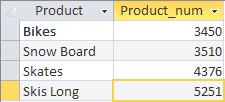 Product Product_num
Bikes 3450
Snow Board 3510
Skates 4376
Skis Long 5251